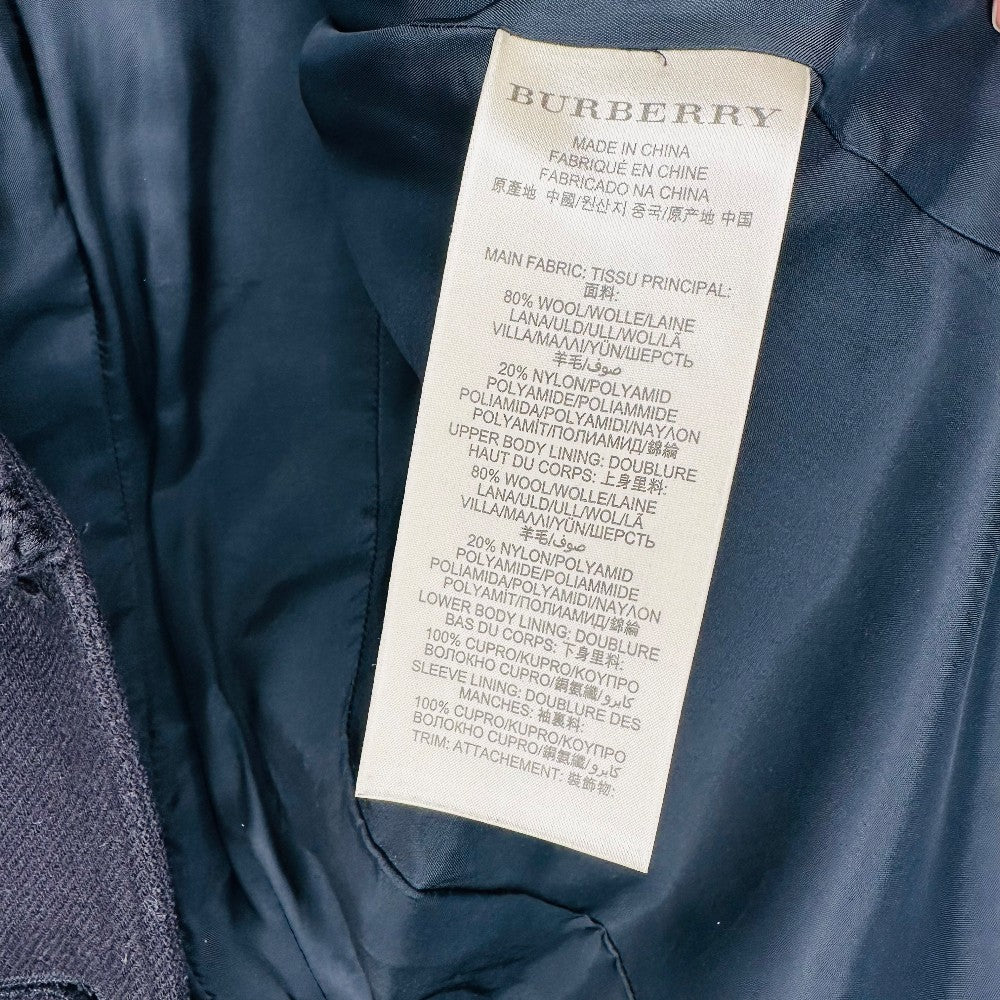 BURBERRY
MADE IN CHINA
FABRIQUÉ EN CHINE
FABRICADO NA CHINA
原產地 中國/원산지 중국/原产地 中国
MAIN FABRIC: TISSU PRINCIPAL:
面料:
80% WOOL/WOLLE/LAINE
LANA/ULD/ULL/WOL/LÃ
VILLA/ΜΑΛΛΙ/YÜN/ШЕРСТЬ
羊毛/صوف
20% NYLON/POLYAMID
POLYAMIDE/POLIAMMIDE
POLIAMIDA/POLYAMIDI/ΝΑΥΛΟΝ
POLYAMİT/ПОЛИАМИД/錦綸
UPPER BODY LINING: DOUBLURE
HAUT DU CORPS: 上身里料:
80% WOOL/WOLLE/LAINE
LANA/ULD/ULL/WOL/LÃ
VILLA/ΜΑΛΛΙ/YÜN/ШЕРСТЬ
羊毛/صوف
20% NYLON/POLYAMID
POLYAMIDE/POLIAMMIDE
POLIAMIDA/POLYAMIDI/ΝΑΥΛΟΝ
POLYAMİT/ПОЛИАМИД/錦綸
LOWER BODY LINING: DOUBLURE
BAS DU CORPS: 下身里料:
100% CUPRO/KUPRO/ΚΟΥΠΡΟ
ВОЛОКНО CUPRO/銅氨纖/كابرو
SLEEVE LINING: DOUBLURE DES
MANCHES: 袖裏料:
100% CUPRO/KUPRO/ΚΟΥΠΡΟ
ВОЛОКНО CUPRO/銅氨纖/كابرو
TRIM: ATTACHEMENT: 裝飾物: